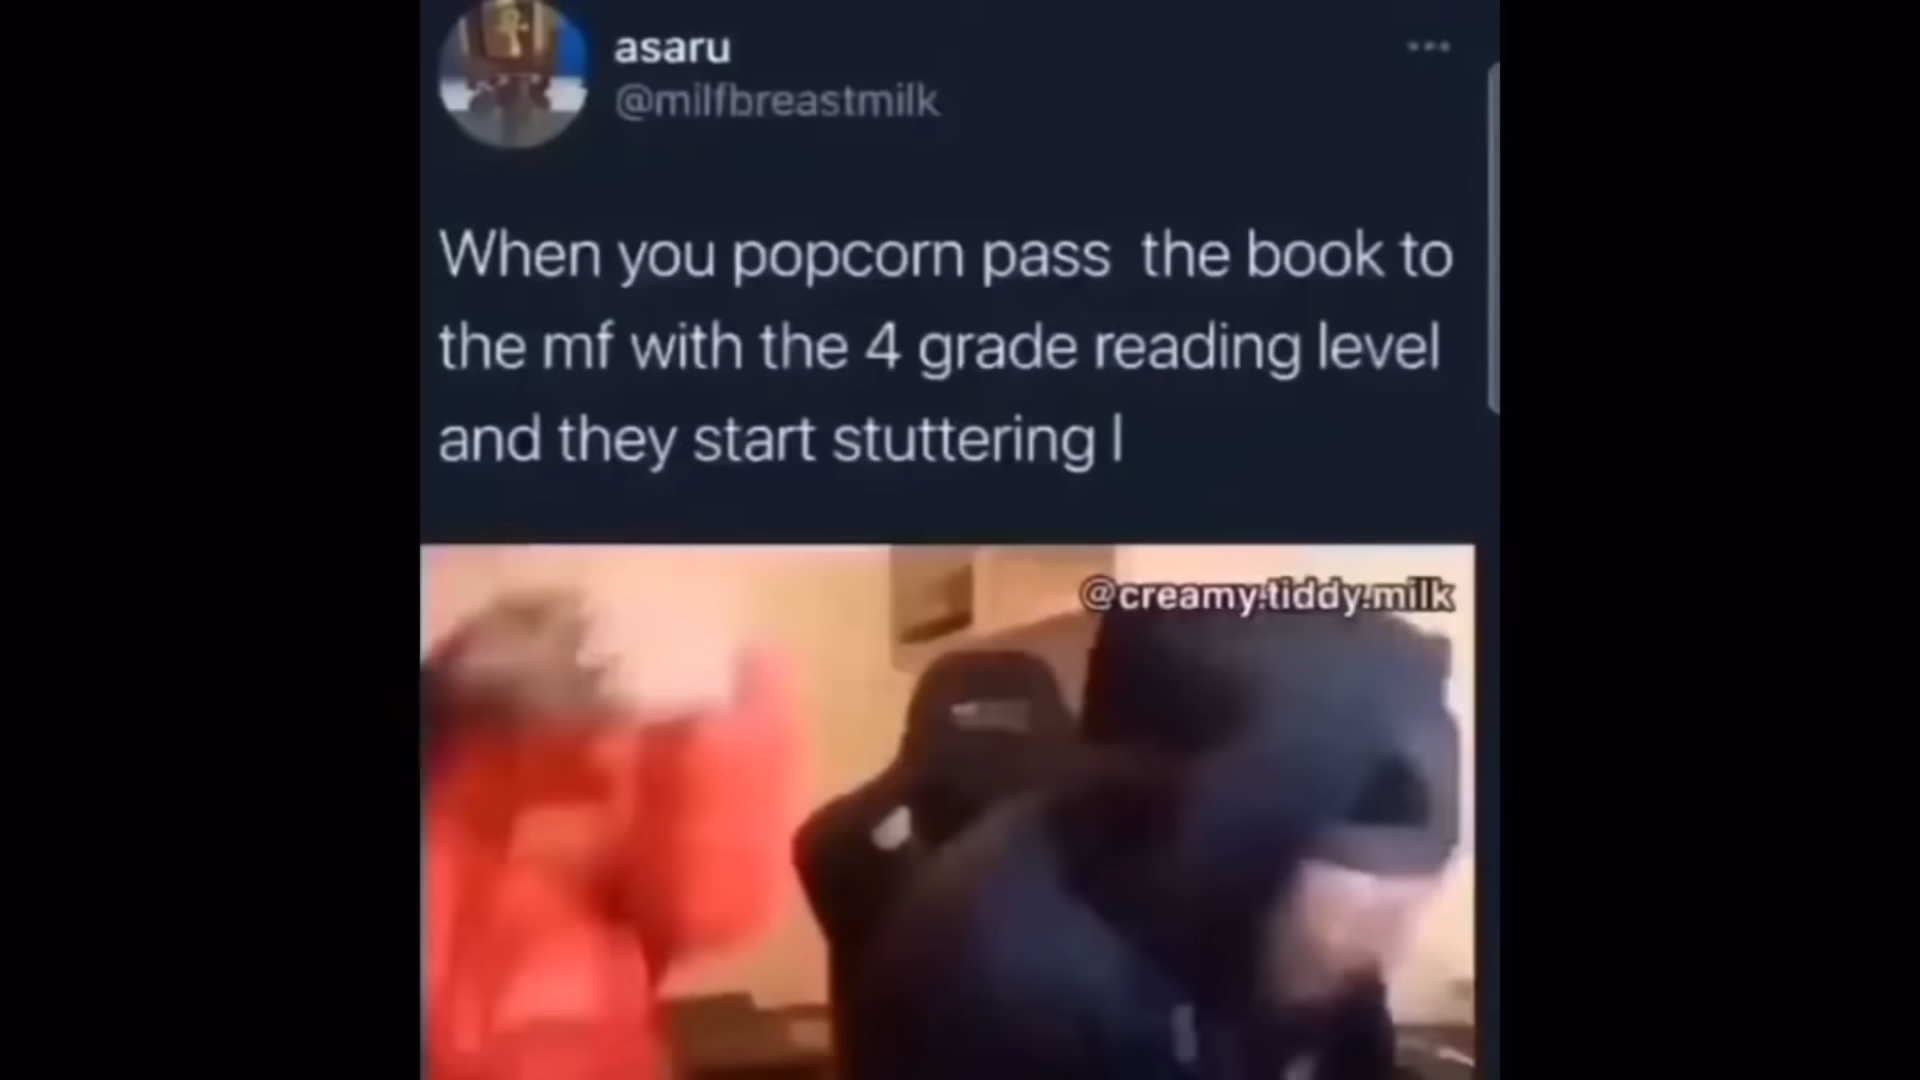 asaru
@milfbreastmilk
When you popcorn pass the book to
the mf with the 4 grade reading level
and they start stuttering I
@creamy.tiddy.milk